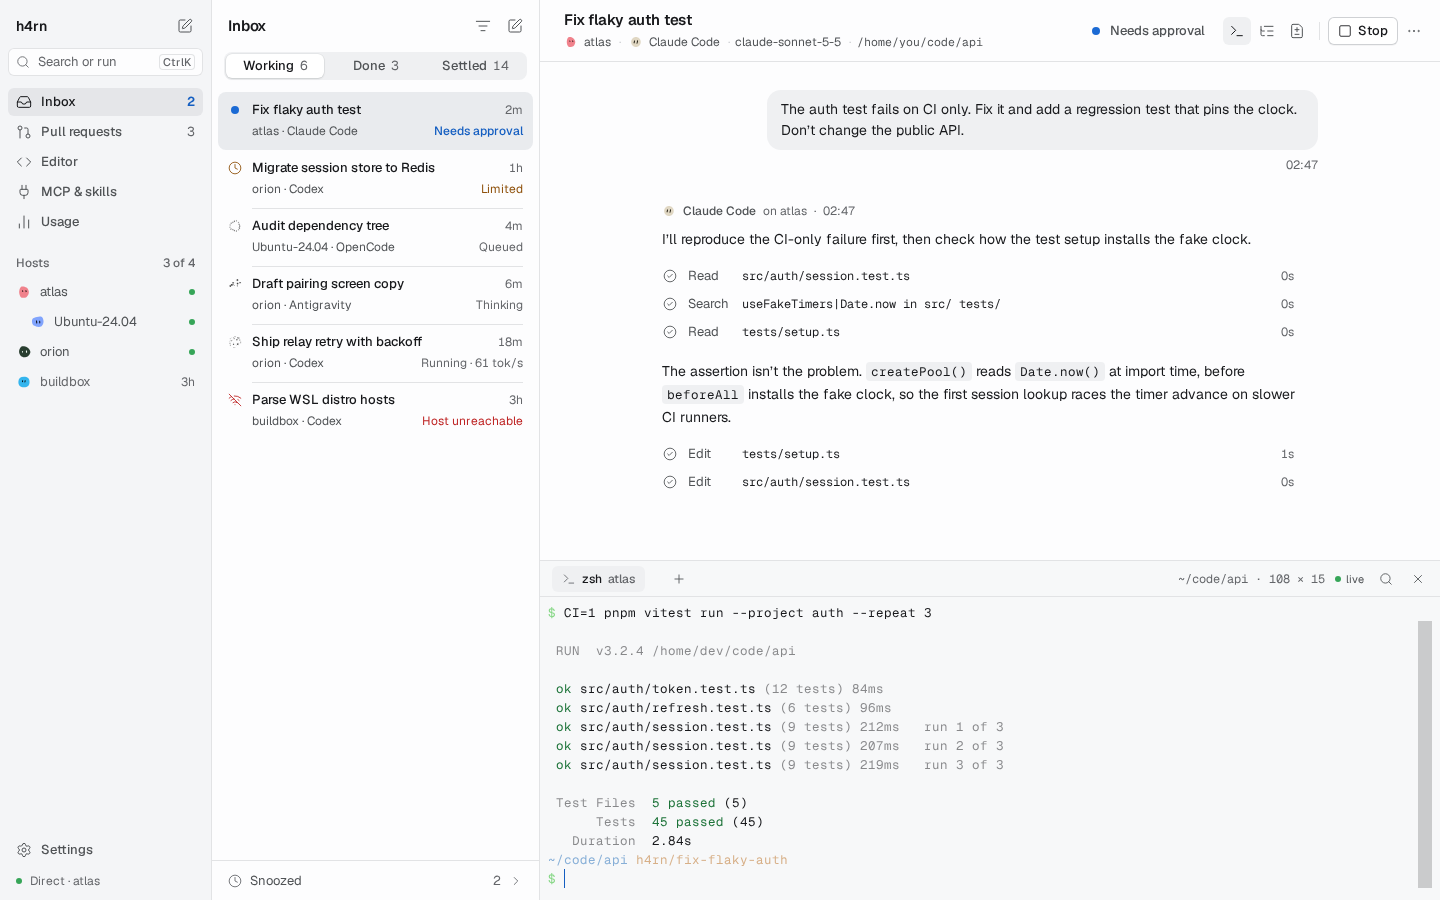 h4rn
Search or run CtrlK
Inbox 2
Pull requests 3
Editor
MCP & skills
Usage
Hosts 3 of 4
atlas
Ubuntu-24.04
orion
buildbox 3h
Settings
Direct · atlas
Inbox
Working 6 Done 3 Settled 14
Fix flaky auth test 2m
atlas · Claude Code Needs approval
Migrate session store to Redis 1h
orion · Codex Limited
Audit dependency tree 4m
Ubuntu-24.04 · OpenCode Queued
Draft pairing screen copy 6m
orion · Antigravity Thinking
Ship relay retry with backoff 18m
orion · Codex Running · 61 tok/s
Parse WSL distro hosts 3h
buildbox · Codex Host unreachable
Snoozed 2
Fix flaky auth test
atlas · Claude Code · claude-sonnet-5-5 · /home/you/code/api
Needs approval
Stop
The auth test fails on CI only. Fix it and add a regression test that pins the clock.
Don't change the public API.
02:47
Claude Code on atlas · 02:47
I'll reproduce the CI-only failure first, then check how the test setup installs the fake clock.
Read src/auth/session.test.ts 0s
Search useFakeTimers|Date.now in src/ tests/ 0s
Read tests/setup.ts 0s
The assertion isn't the problem. createPool() reads Date.now() at import time, before
beforeAll installs the fake clock, so the first session lookup races the timer advance on slower
CI runners.
Edit tests/setup.ts 1s
Edit src/auth/session.test.ts 0s
zsh atlas
~/code/api · 108 × 15 live
$ CI=1 pnpm vitest run --project auth --repeat 3
RUN v3.2.4 /home/dev/code/api
ok src/auth/token.test.ts (12 tests) 84ms
ok src/auth/refresh.test.ts (6 tests) 96ms
ok src/auth/session.test.ts (9 tests) 212ms run 1 of 3
ok src/auth/session.test.ts (9 tests) 207ms run 2 of 3
ok src/auth/session.test.ts (9 tests) 219ms run 3 of 3
Test Files 5 passed (5)
Tests 45 passed (45)
Duration 2.84s
~/code/api h4rn/fix-flaky-auth
$